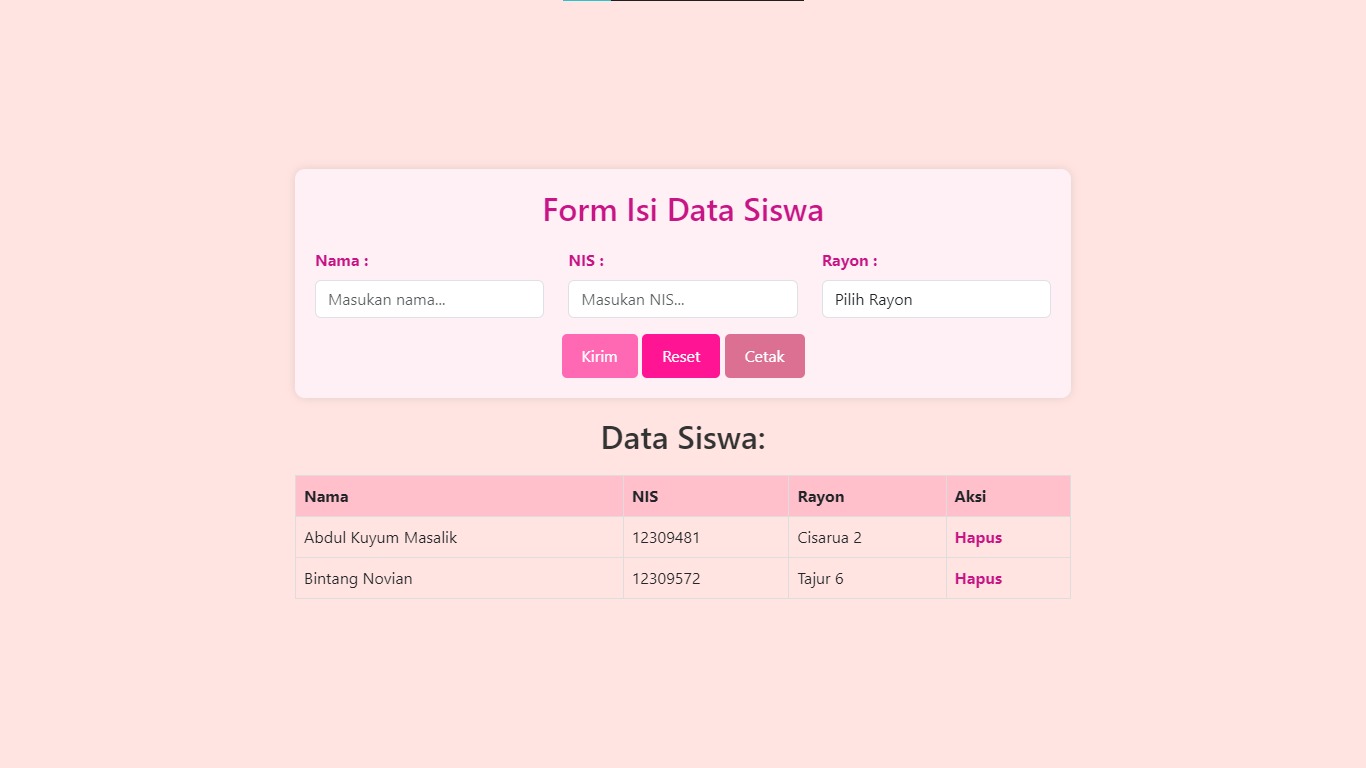 Form Isi Data Siswa
Nama : NIS : Rayon :
Masukan nama... Masukan NIS... Pilih Rayon
Kirim Reset Cetak
Data Siswa:
Nama NIS Rayon Aksi
Abdul Kuyum Masalik 12309481 Cisarua 2 Hapus
Bintang Novian 12309572 Tajur 6 Hapus